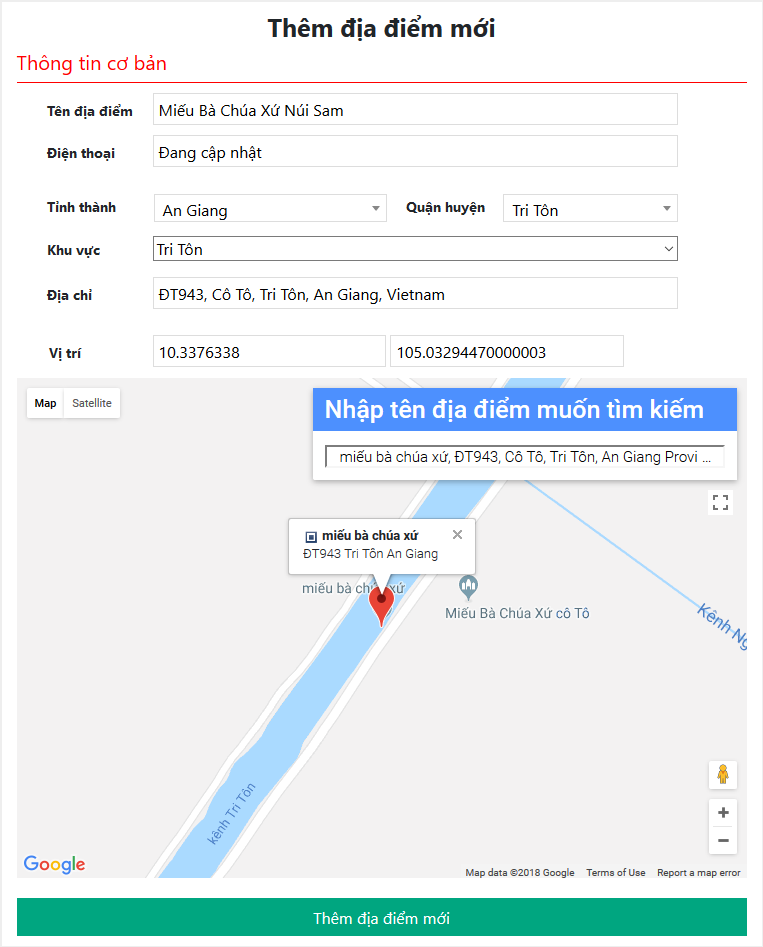 Thêm địa điểm mới
Thông tin cơ bản
Tên địa điểm Miếu Bà Chúa Xứ Núi Sam
Điện thoại Đang cập nhật
Tỉnh thành An Giang Quận huyện Tri Tôn
Khu vực Tri Tôn
Địa chỉ ĐT943, Cô Tô, Tri Tôn, An Giang, Vietnam
Vị trí 10.3376338 105.03294470000003
Map Satellite
Nhập tên địa điểm muốn tìm kiếm
miếu bà chúa xứ, ĐT943, Cô Tô, Tri Tôn, An Giang Provi ...
miếu bà chúa xứ
ĐT943 Tri Tôn An Giang
miếu bà chúa xứ
Miếu Bà Chúa Xứ cô Tô
Kênh Ng
kênh Tri Tôn
Google
Map data ©2018 Google Terms of Use Report a map error
Thêm địa điểm mới